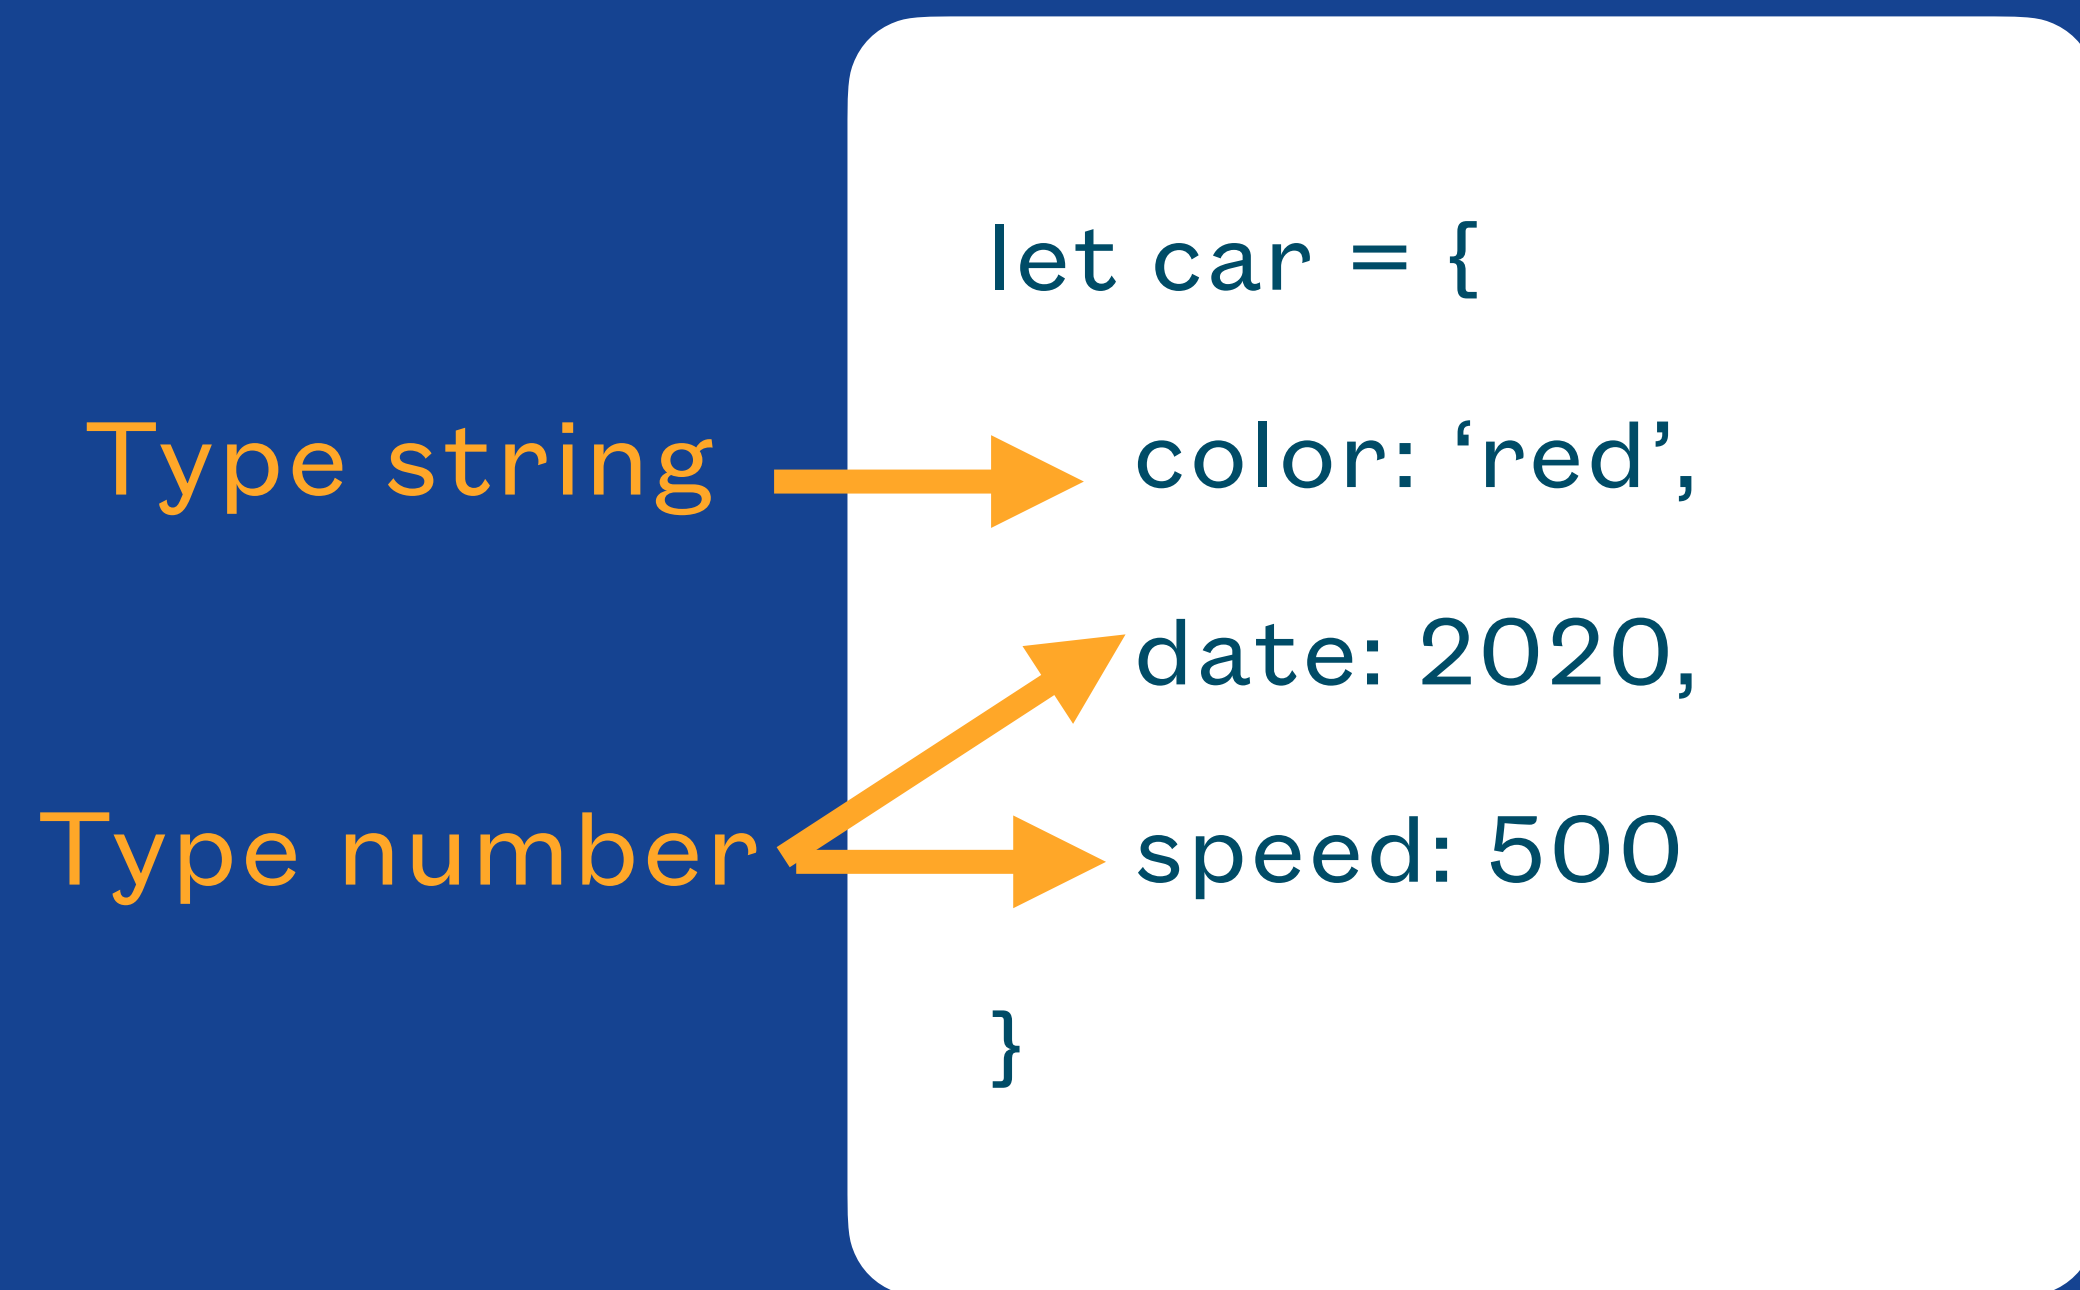 let car = {
Type string
color: ‘red’,
date: 2020,
Type number
speed: 500
}